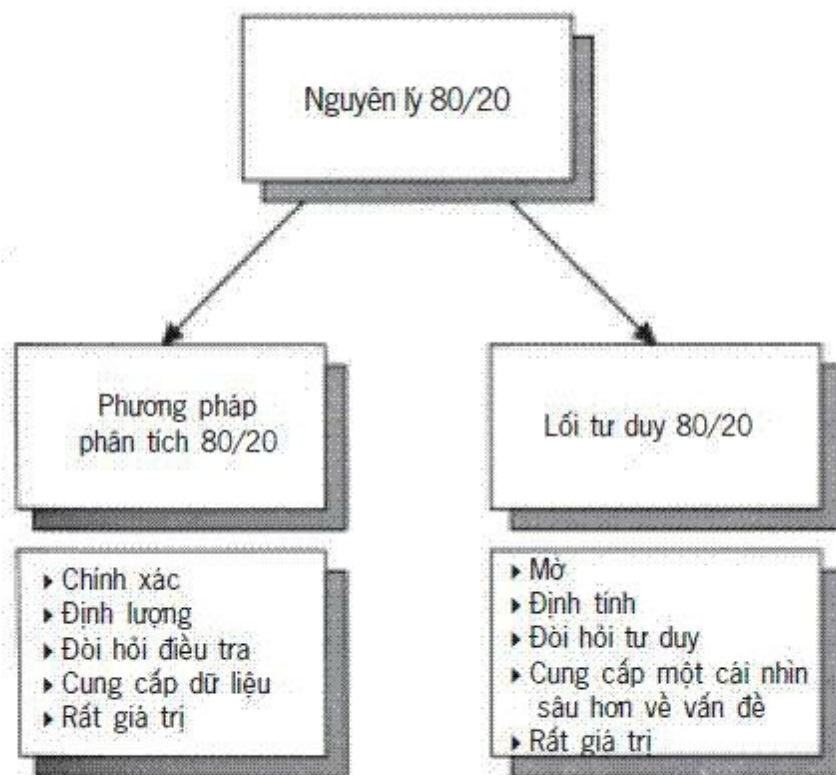 Nguyên lý 80/20
Phương pháp
phân tích 80/20
Lối tư duy 80/20
Chính xác
Định lượng
Đòi hỏi điều tra
Cung cấp dữ liệu
Rất giá trị
Mờ
Định tính
Đòi hỏi tư duy
Cung cấp một cái nhìn
sâu hơn về vấn đề
Rất giá trị